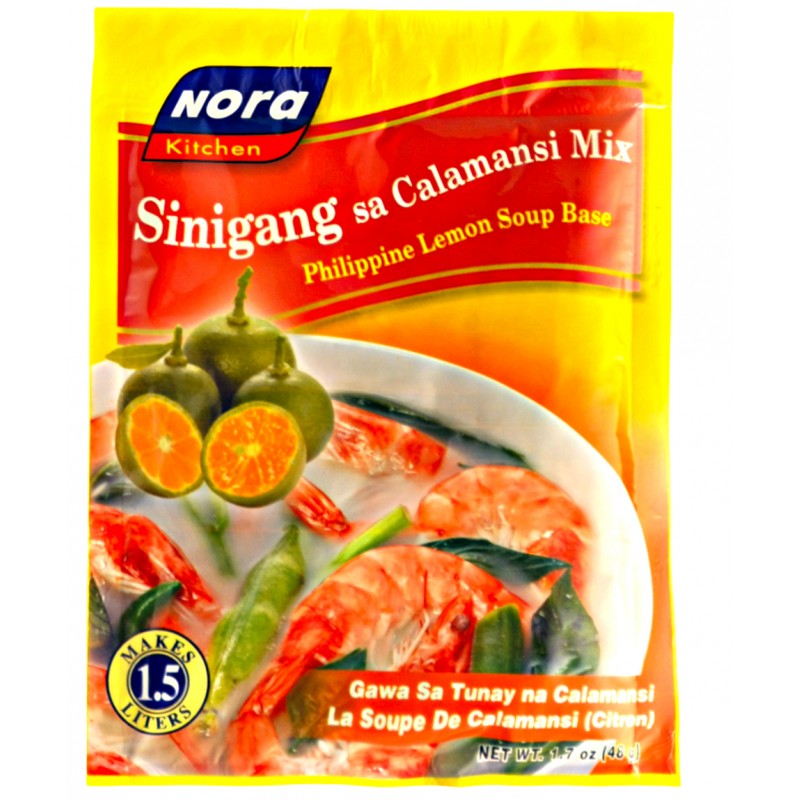 Nora
Kitchen
Sinigang sa Calamansi Mix
Philippine Lemon Soup Base
MAKES
1.5
LITERS
Gawa Sa Tunay na Calamansi
La Soupe De Calamansi (Citron)
NET WT. 1.7 oz (48 g)